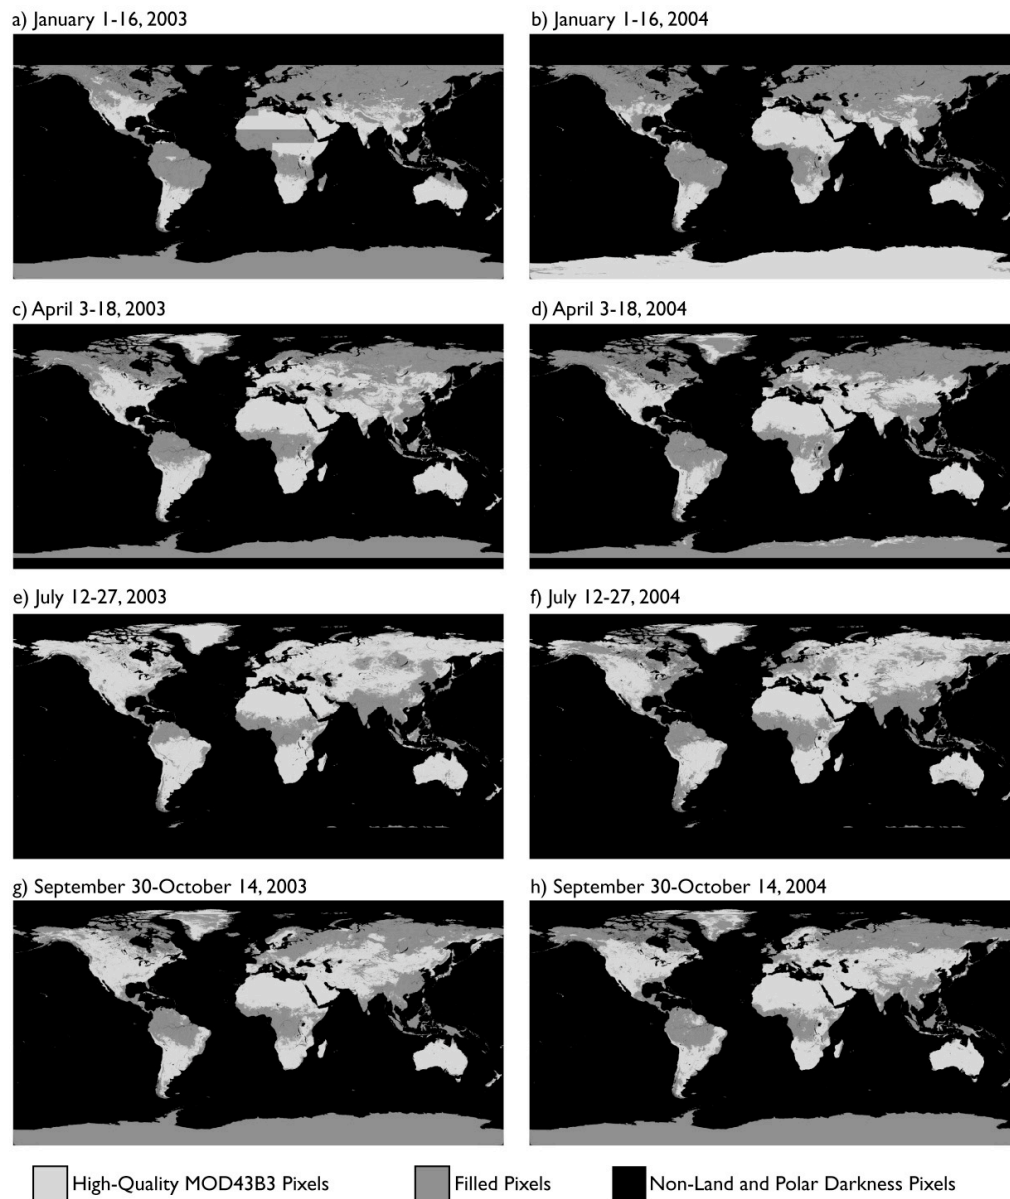 a) January 1-16, 2003
b) January 1-16, 2004
c) April 3-18, 2003
d) April 3-18, 2004
e) July 12-27, 2003
f) July 12-27, 2004
g) September 30-October 14, 2003
h) September 30-October 14, 2004
High-Quality MOD43B3 Pixels
Filled Pixels
Non-Land and Polar Darkness Pixels